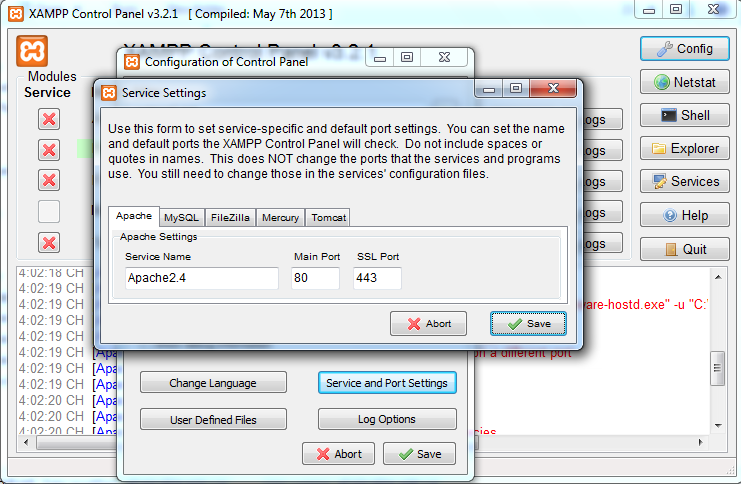 XAMPP Control Panel v3.2.1 [ Compiled: May 7th 2013 ]
XAMPP Control Panel v3.2.1
Configuration of Control Panel
Config
Modules
Service
Service Settings
Netstat
Shell
Explorer
Services
Help
Quit
Use this form to set service-specific and default port settings. You can set the name
and default ports the XAMPP Control Panel will check. Do not include spaces or
quotes in names. This does NOT change the ports that the services and programs
use. You still need to change those in the services' configuration files.
ogs
ogs
ogs
ogs
ogs
Apache MySQL FileZilla Mercury Tomcat
Apache Settings
Service Name Main Port SSL Port
Apache2.4 80 443
Abort Save
4:02:18 CH
4:02:19 CH
4:02:19 CH are-hostd.exe" -u "C:
4:02:19 CH
4:02:19 CH
4:02:19 CH [Apa on a different port
4:02:19 CH [Apa
4:02:19 CH [Apa
4:02:20 CH [Apa
4:02:20 CH [Apa
4:02:20 CH [Apa cies
Change Language Service and Port Settings
User Defined Files Log Options
Abort Save